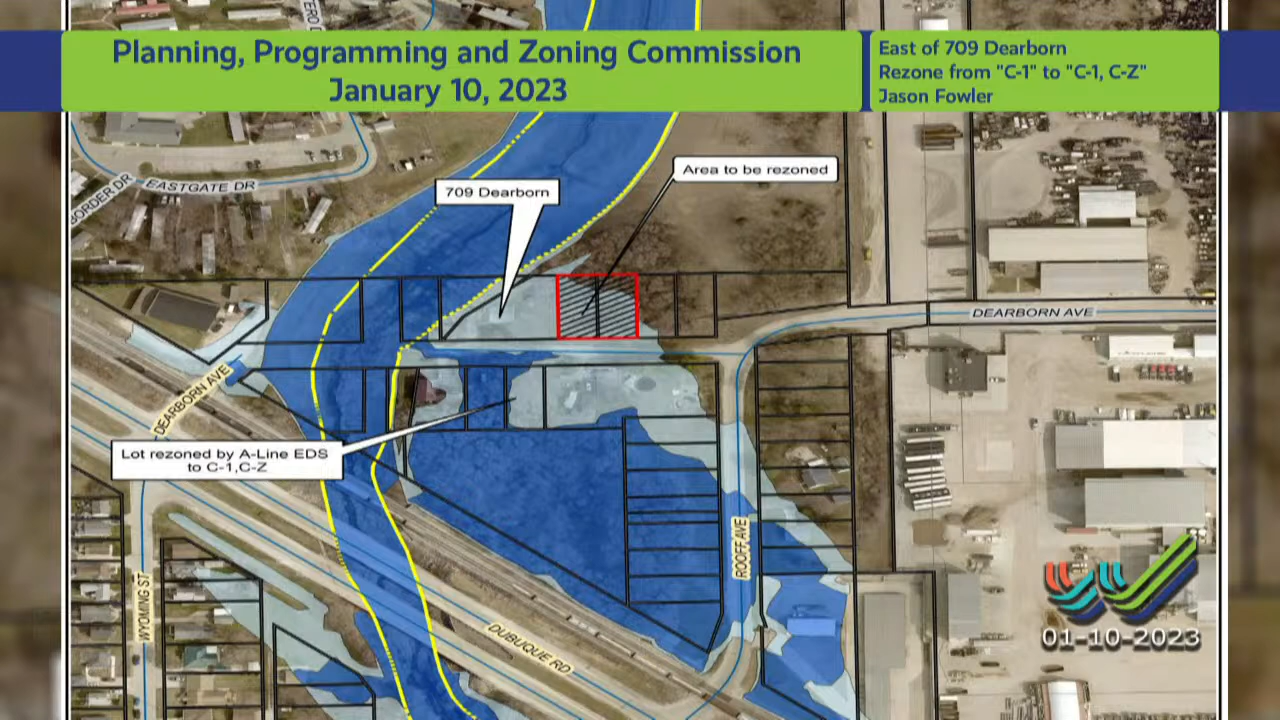 Planning, Programming and Zoning Commission
January 10, 2023
East of 709 Dearborn
Rezone from "C-1" to "C-1, C-Z"
Jason Fowler
Area to be rezoned
EASTGATE DR
BORDER DR
709 Dearborn
DEARBORN AVE
DEARBORN AVE
Lot rezoned by A-Line EDS
to C-1,C-Z
ROOFF AVE
WYOMING ST
DUBUQUE RD
01-10-2023